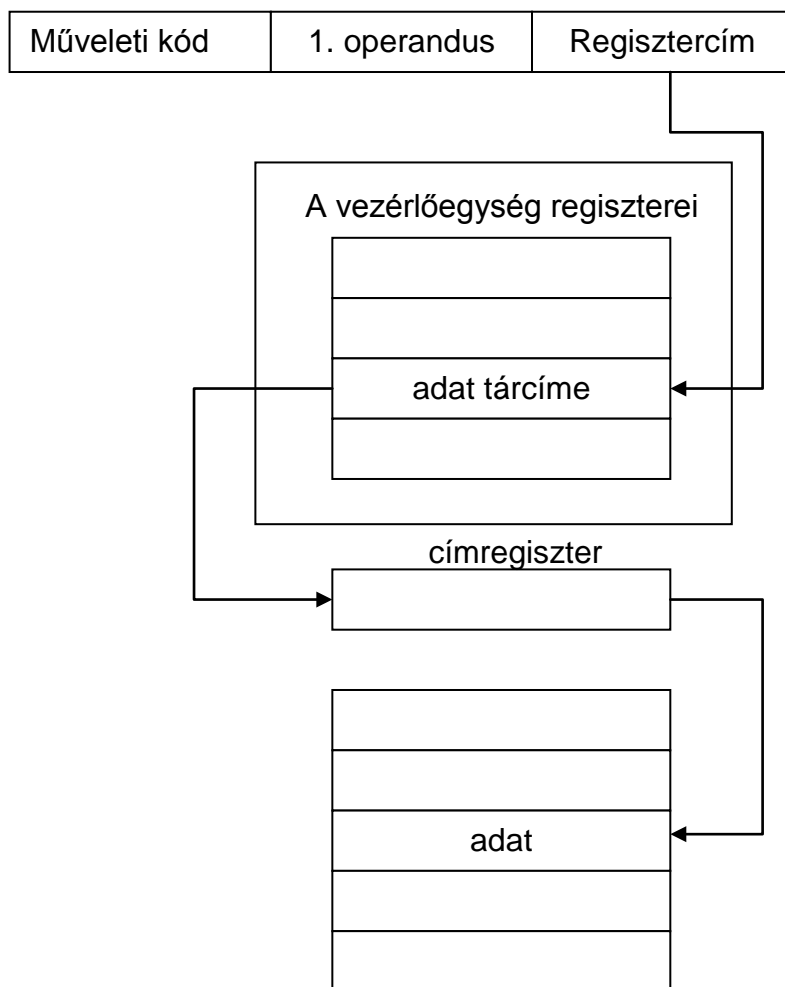 Műveleti kód 1. operandus Regisztercím
A vezérlőegység regiszterei
adat tárcíme
címregiszter
adat